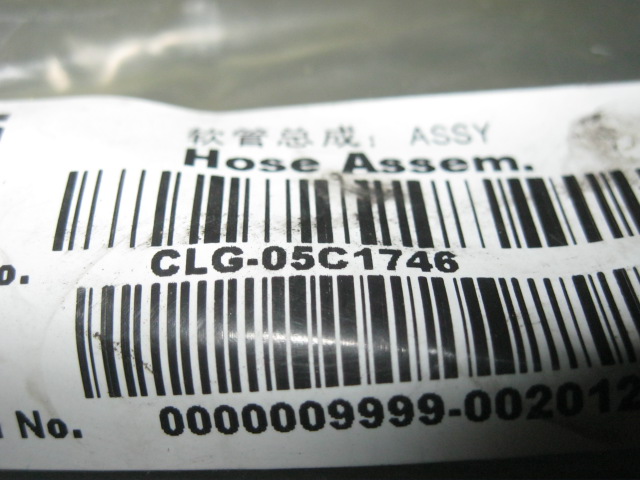 软管总成; ASSY
Hose Assem.
o.
CLG-05C1746
No.
0000009999-002012